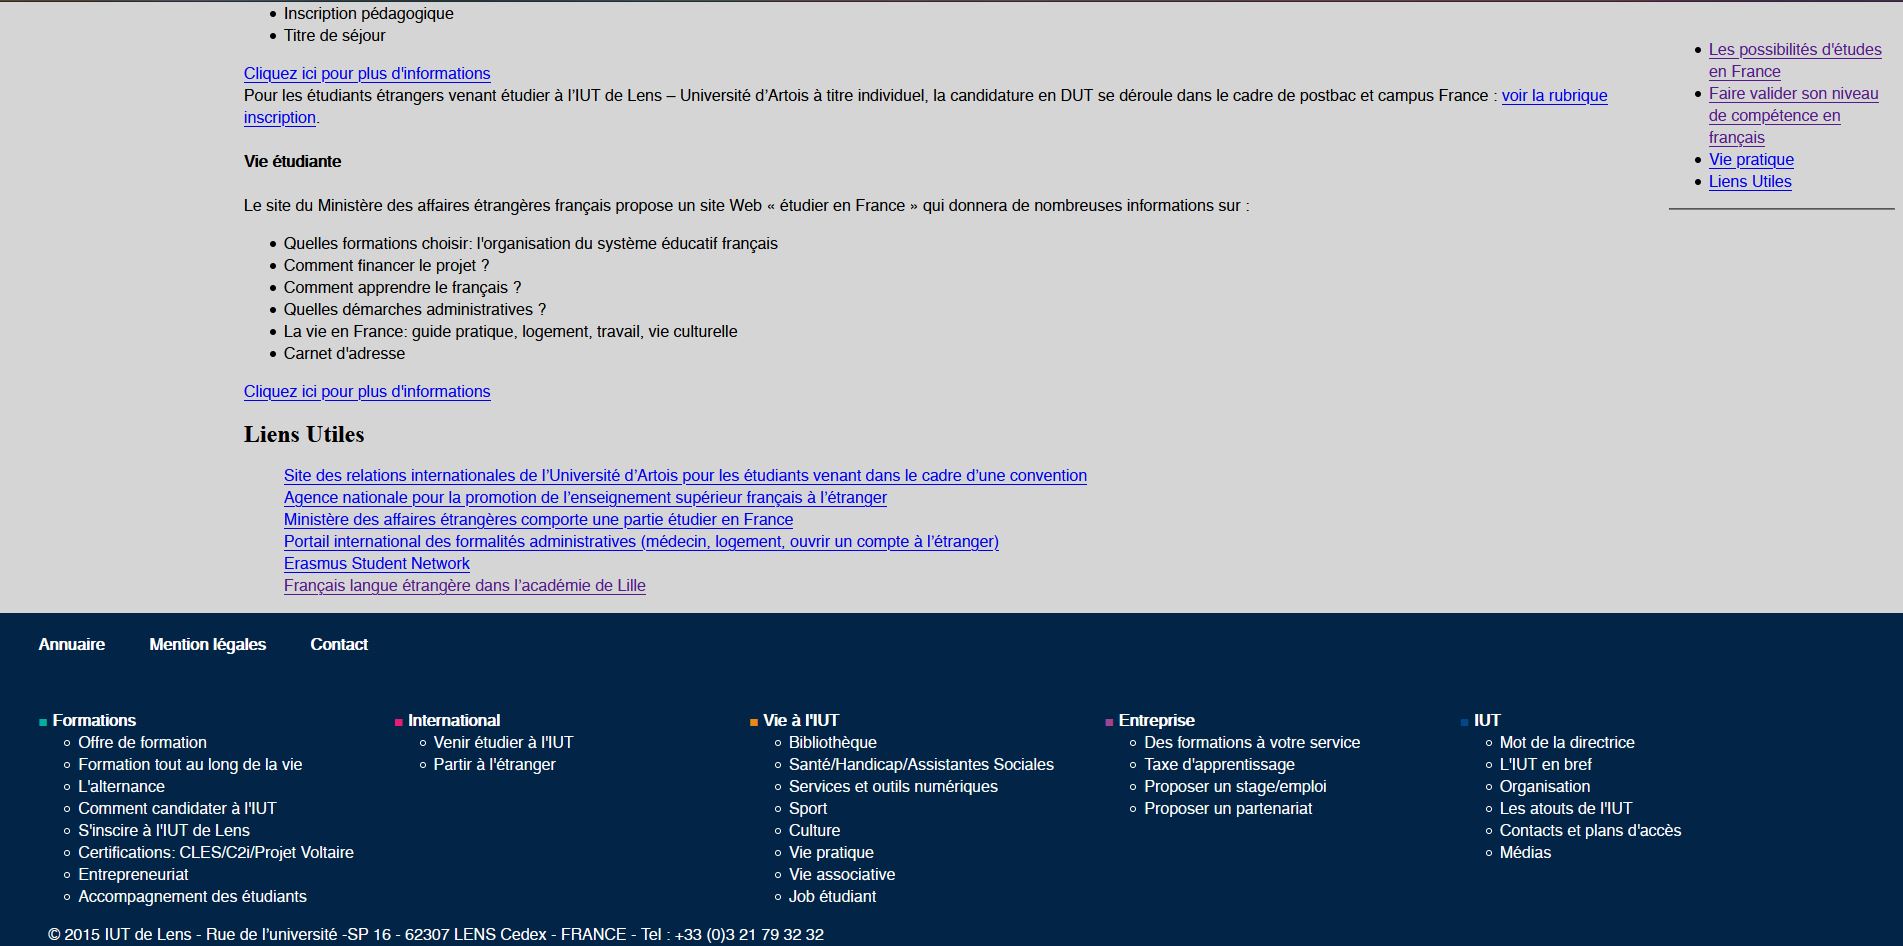 Inscription pédagogique
Titre de séjour
Cliquez ici pour plus d'informations
Pour les étudiants étrangers venant étudier à l’IUT de Lens – Université d’Artois à titre individuel, la candidature en DUT se déroule dans le cadre de postbac et campus France : voir la rubrique
inscription.
Vie étudiante
Le site du Ministère des affaires étrangères français propose un site Web « étudier en France » qui donnera de nombreuses informations sur :
Quelles formations choisir: l'organisation du système éducatif français
Comment financer le projet ?
Comment apprendre le français ?
Quelles démarches administratives ?
La vie en France: guide pratique, logement, travail, vie culturelle
Carnet d'adresse
Cliquez ici pour plus d'informations
Liens Utiles
Site des relations internationales de l’Université d’Artois pour les étudiants venant dans le cadre d’une convention
Agence nationale pour la promotion de l’enseignement supérieur français à l’étranger
Ministère des affaires étrangères comporte une partie étudier en France
Portail international des formalités administratives (médecin, logement, ouvrir un compte à l’étranger)
Erasmus Student Network
Français langue étrangère dans l’académie de Lille
Les possibilités d'études
en France
Faire valider son niveau
de compétence en
français
Vie pratique
Liens Utiles
Annuaire Mention légales Contact
Formations
Offre de formation
Formation tout au long de la vie
L'alternance
Comment candidater à l'IUT
S'inscire à l'IUT de Lens
Certifications: CLES/C2i/Projet Voltaire
Entrepreneuriat
Accompagnement des étudiants
International
Venir étudier à l'IUT
Partir à l'étranger
Vie à l'IUT
Bibliothèque
Santé/Handicap/Assistantes Sociales
Services et outils numériques
Sport
Culture
Vie pratique
Vie associative
Job étudiant
Entreprise
Des formations à votre service
Taxe d'apprentissage
Proposer un stage/emploi
Proposer un partenariat
IUT
Mot de la directrice
L'IUT en bref
Organisation
Les atouts de l'IUT
Contacts et plans d'accès
Médias
© 2015 IUT de Lens - Rue de l’université -SP 16 - 62307 LENS Cedex - FRANCE - Tel : +33 (0)3 21 79 32 32